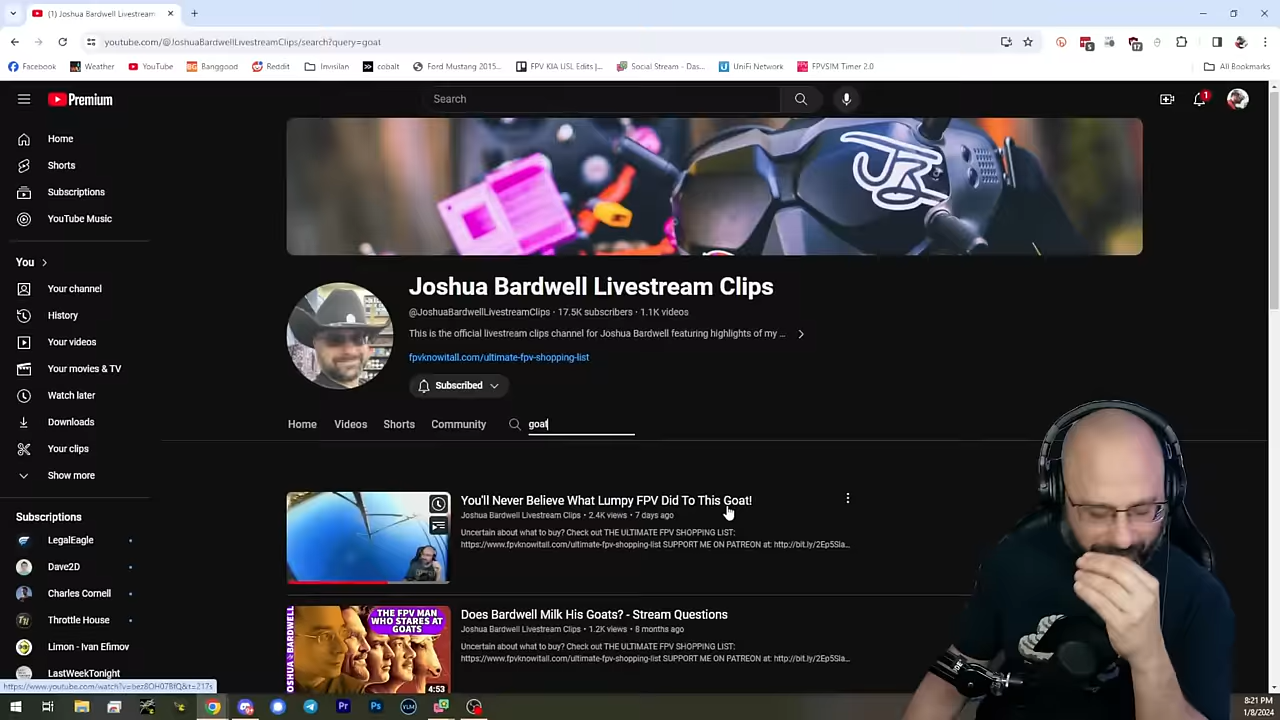 (1) Joshua Bardwell Livestream
youtube.com/@JoshuaBardwellLivestreamClips/search?query=goat
5
17
Facebook
Weather
YouTube
Banggood
Reddit
Invisilan
cobalt
Ford Mustang 2015...
FPV KIA USL Edits |...
Social Stream - Das...
UniFi Network
FPVSIM Timer 2.0
All Bookmarks
Premium
Search
1
Home
Shorts
Subscriptions
YouTube Music
You
Your channel
History
Your videos
Your movies & TV
Watch later
Downloads
Your clips
Show more
Subscriptions
LegalEagle
Dave2D
Charles Cornell
Throttle House
Limon - Ivan Efimov
LastWeekTonight
Joshua Bardwell Livestream Clips
@JoshuaBardwellLivestreamClips · 17.5K subscribers · 1.1K videos
This is the official livestream clips channel for Joshua Bardwell featuring highlights of my ...
fpvknowitall.com/ultimate-fpv-shopping-list
Subscribed
Home
Videos
Shorts
Community
goat
You'll Never Believe What Lumpy FPV Did To This Goat!
Joshua Bardwell Livestream Clips • 2.4K views • 7 days ago
Uncertain about what to buy? Check out THE ULTIMATE FPV SHOPPING LIST:
https://www.fpvknowitall.com/ultimate-fpv-shopping-list SUPPORT ME ON PATREON at: http://bit.ly/2Ep5Sla...
JOSHUA BARDWELL
THE FPV MAN
WHO STARES AT
GOATS
4:53
Does Bardwell Milk His Goats? - Stream Questions
Joshua Bardwell Livestream Clips • 1.2K views • 8 months ago
Uncertain about what to buy? Check out THE ULTIMATE FPV SHOPPING LIST:
https://www.fpvknowitall.com/ultimate-fpv-shopping-list SUPPORT ME ON PATREON at: http://bit.ly/2Ep5Sla...
8:21 PM
1/8/2024